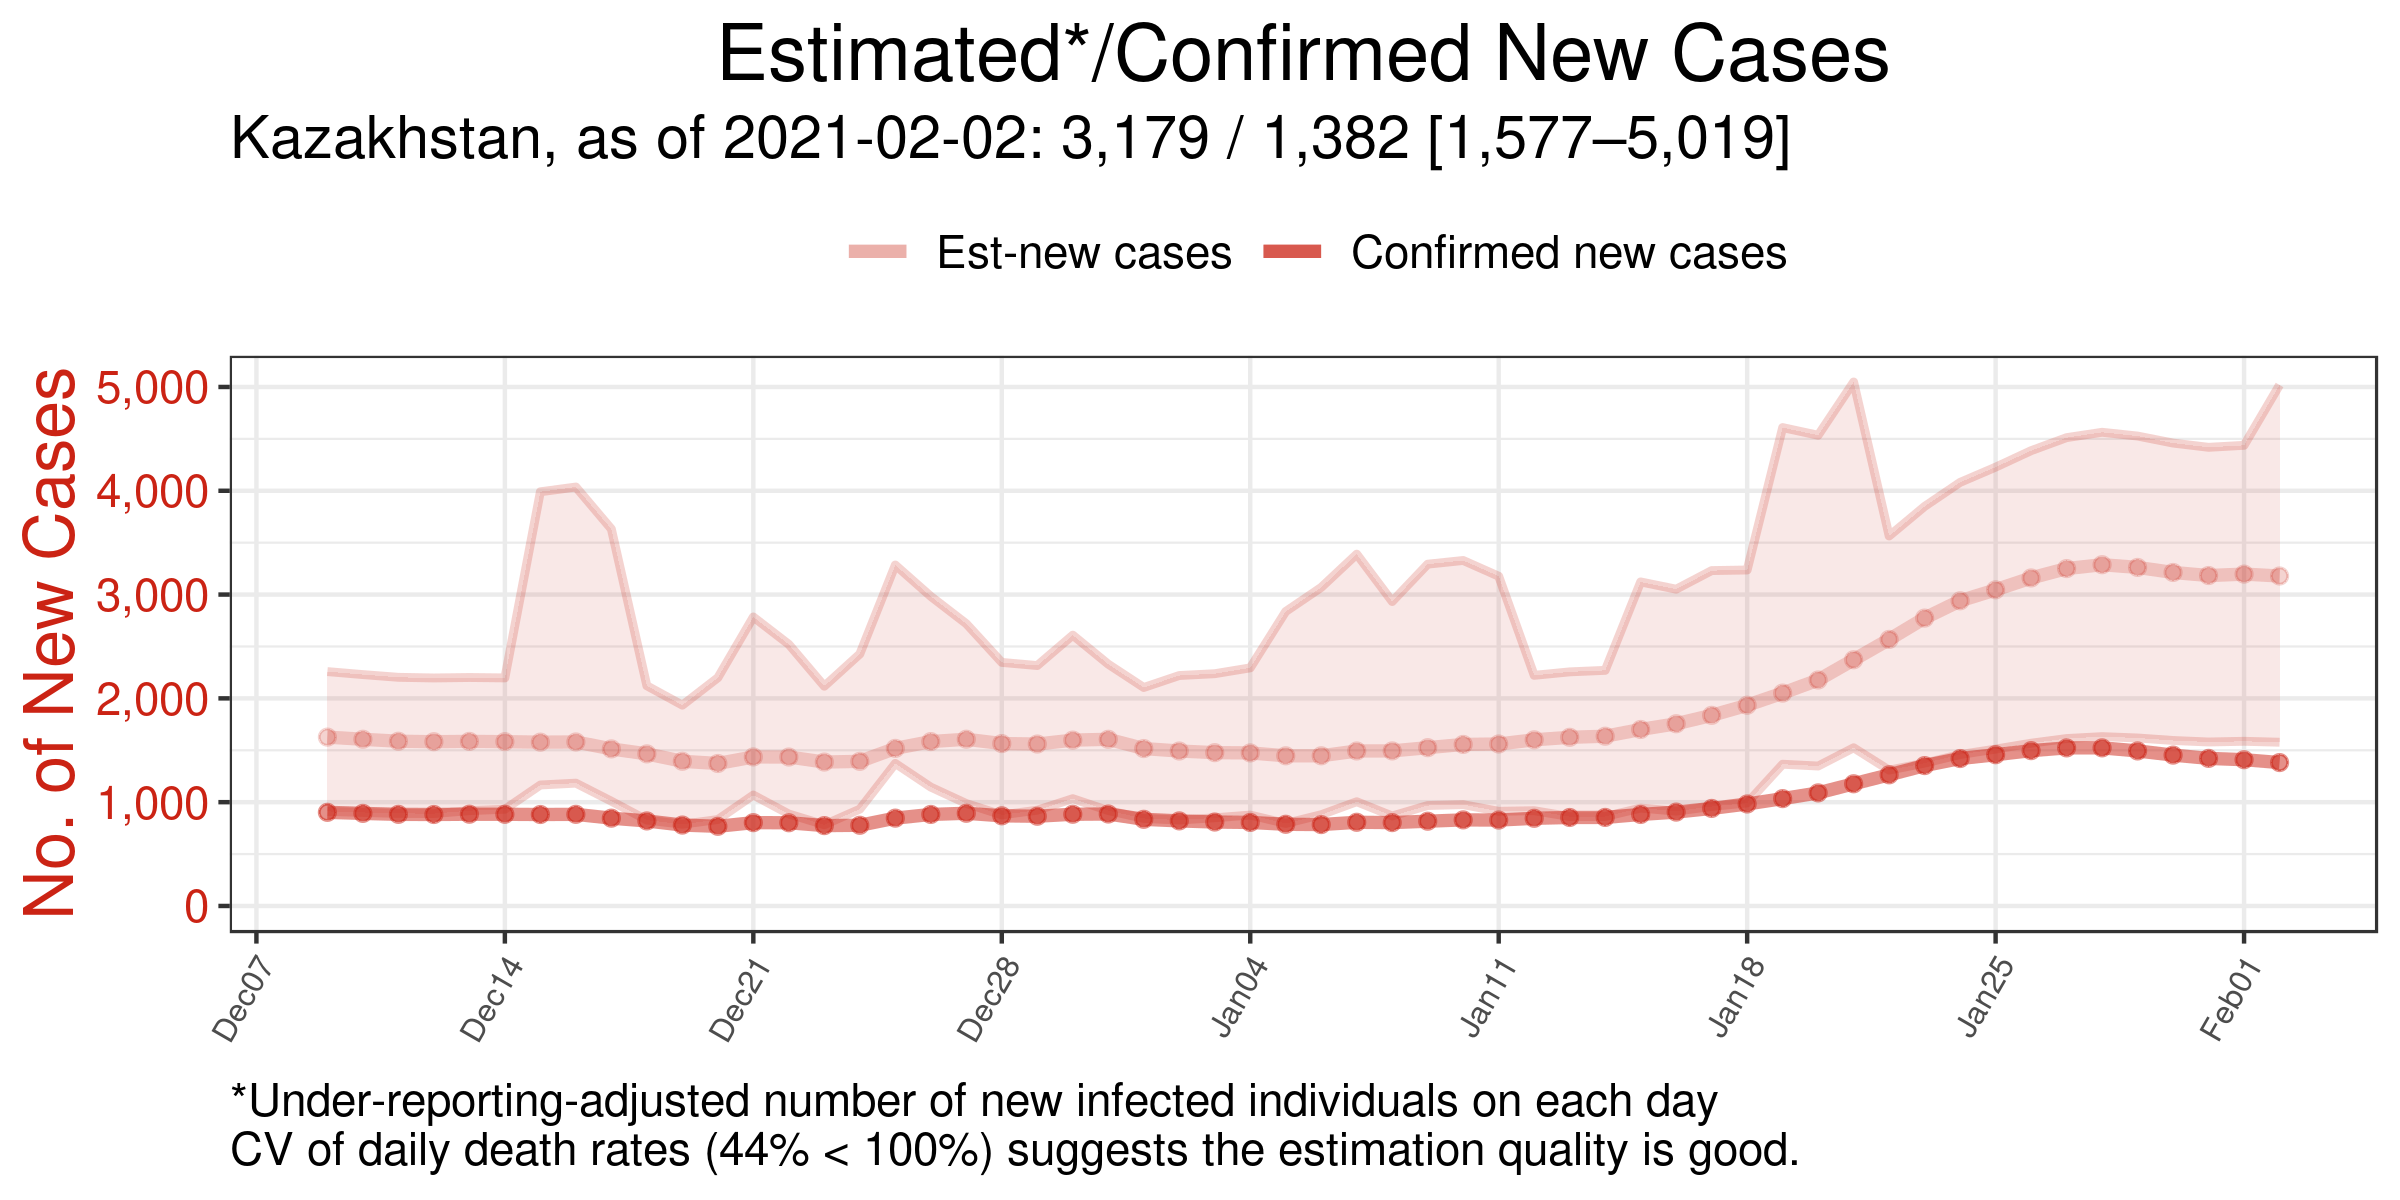 Estimated*/Confirmed New Cases
Kazakhstan, as of 2021-02-02: 3,179 / 1,382 [1,577–5,019]
Est-new cases
Confirmed new cases
No. of New Cases
5,000
4,000
3,000
2,000
1,000
0
Dec07
Dec14
Dec21
Dec28
Jan04
Jan11
Jan18
Jan25
Feb01
*Under-reporting-adjusted number of new infected individuals on each day
CV of daily death rates (44% < 100%) suggests the estimation quality is good.